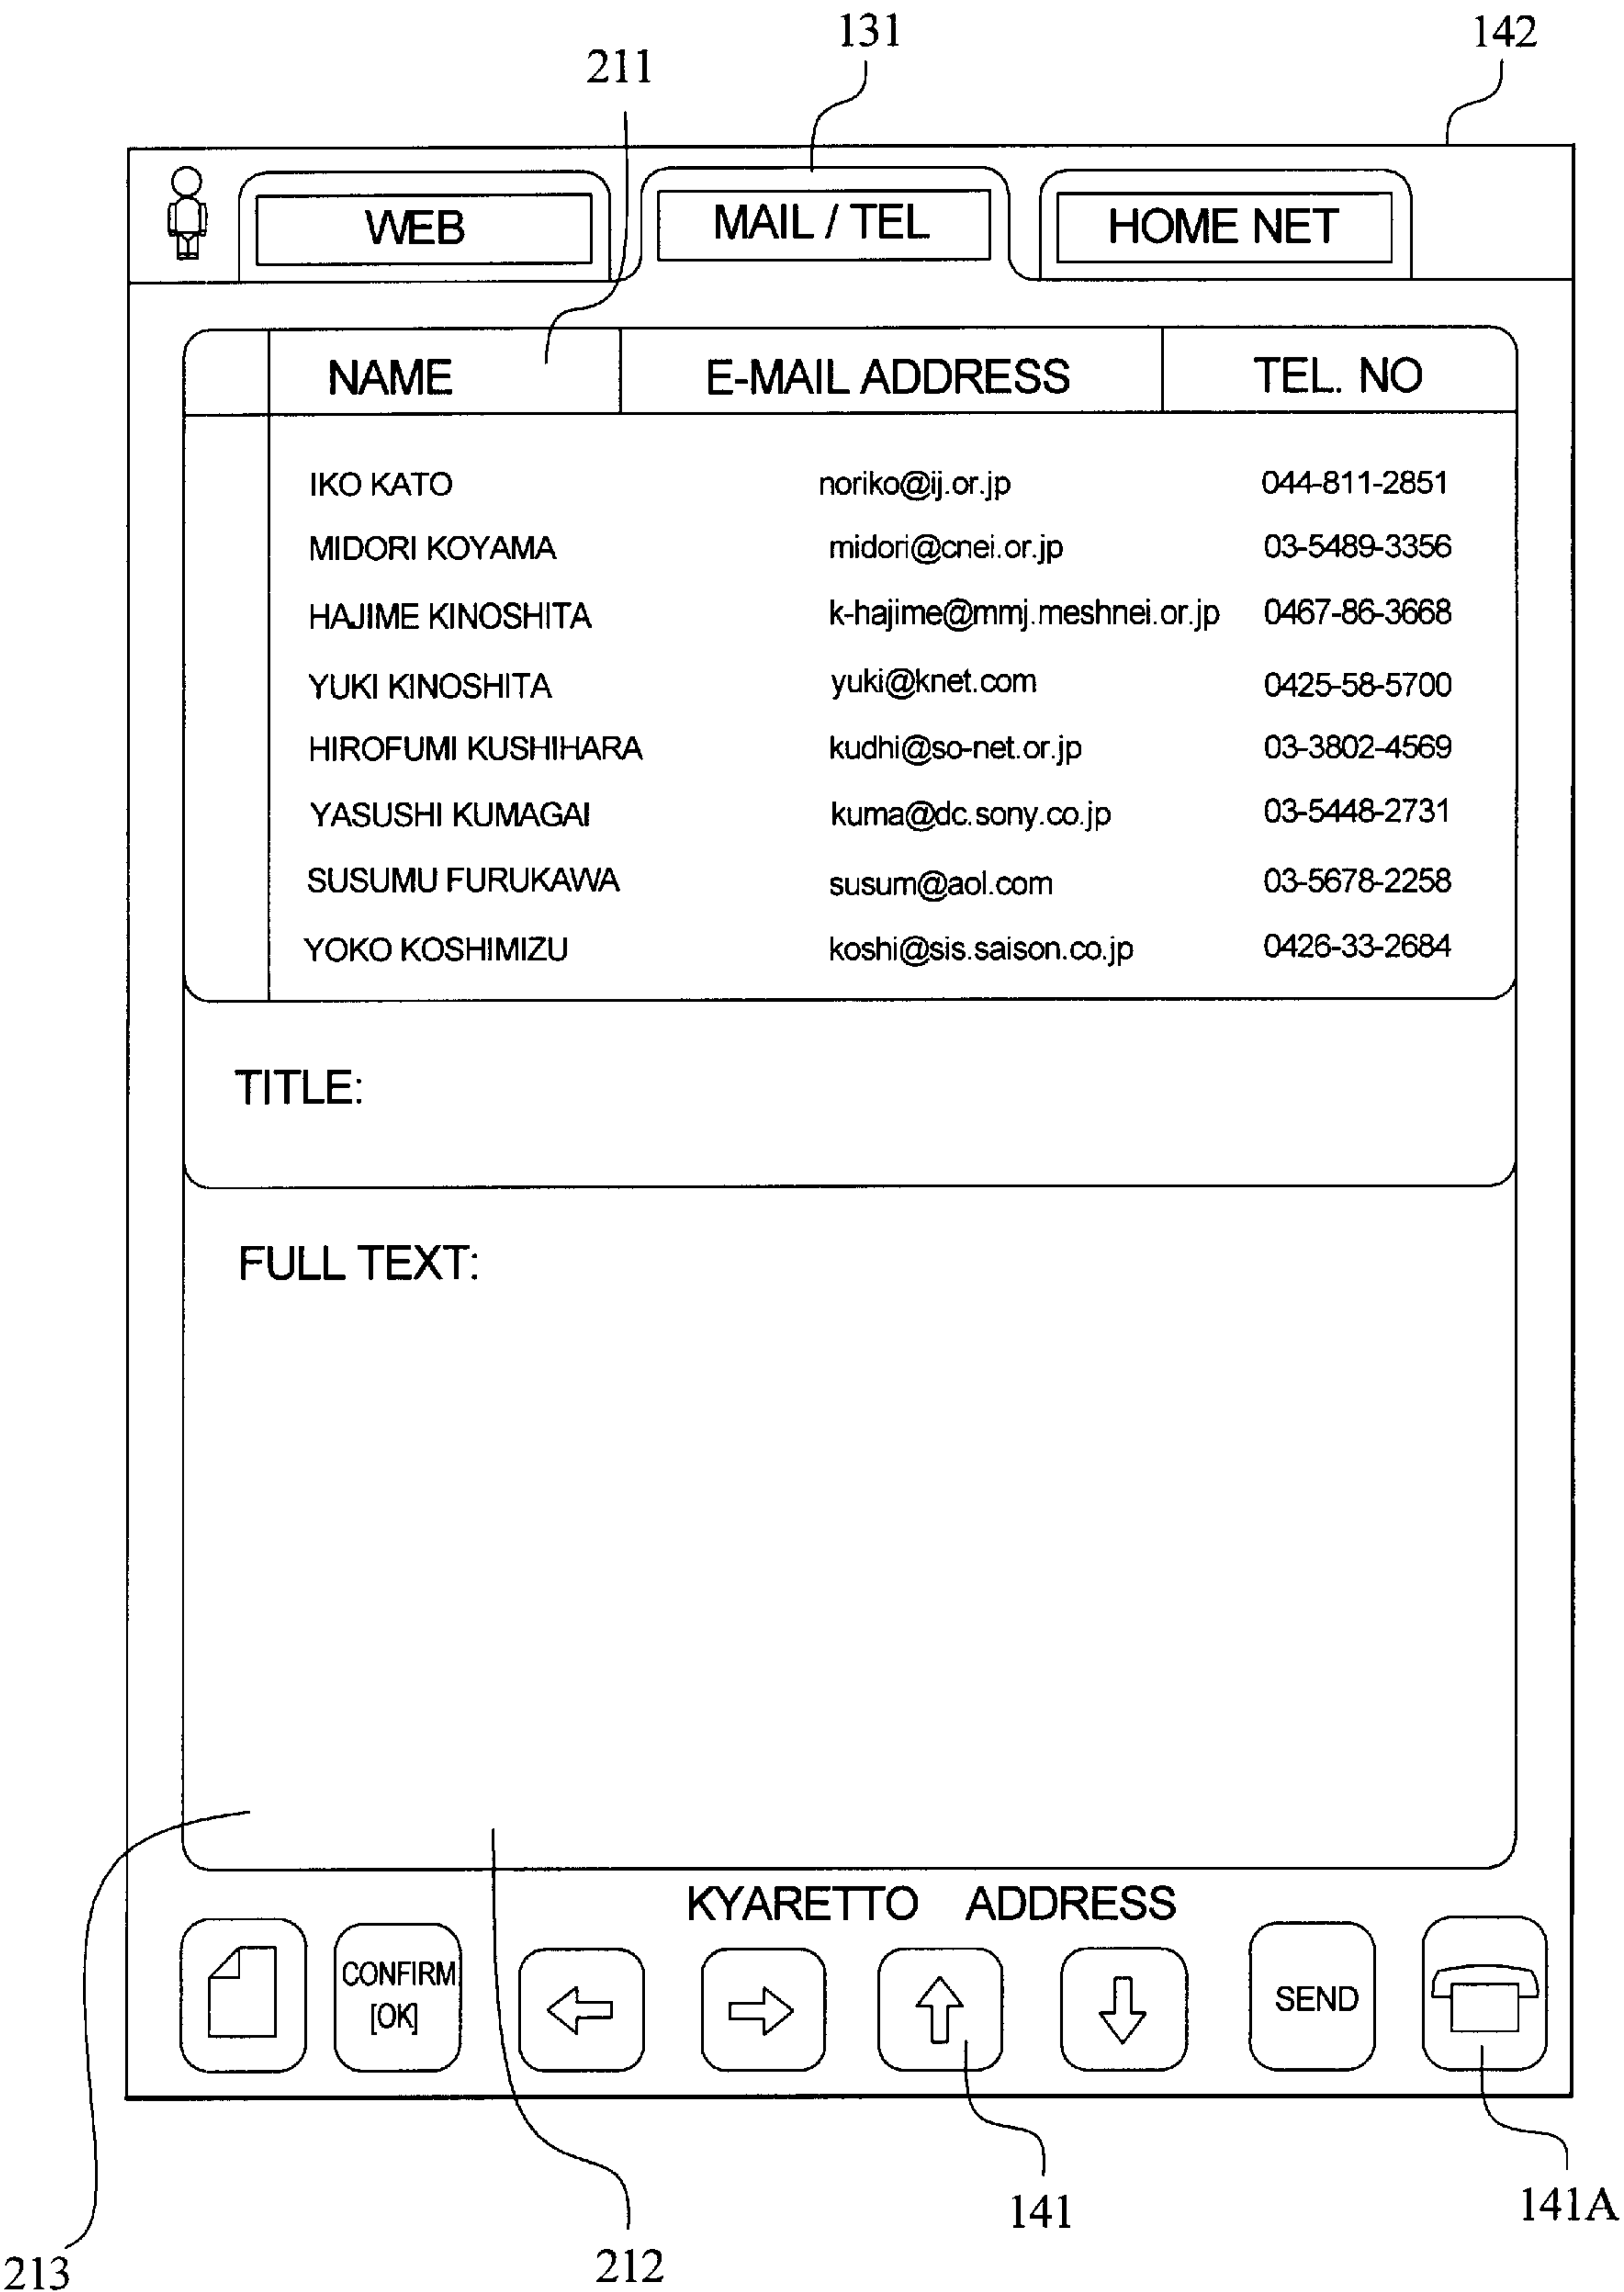 131
142
211
WEB
MAIL / TEL
HOME NET
NAME E-MAIL ADDRESS TEL. NO
IKO KATO noriko@ij.or.jp 044-811-2851
MIDORI KOYAMA midori@cnei.or.jp 03-5489-3356
HAJIME KINOSHITA k-hajime@mmj.meshnei.or.jp 0467-86-3668
YUKI KINOSHITA yuki@knet.com 0425-58-5700
HIROFUMI KUSHIHARA kudhi@so-net.or.jp 03-3802-4569
YASUSHI KUMAGAI kuma@dc.sony.co.jp 03-5448-2731
SUSUMU FURUKAWA susum@aol.com 03-5678-2258
YOKO KOSHIMIZU koshi@sis.saison.co.jp 0426-33-2684
TITLE:
FULL TEXT:
KYARETTO ADDRESS
CONFIRM
[OK]
SEND
141
141A
212
213